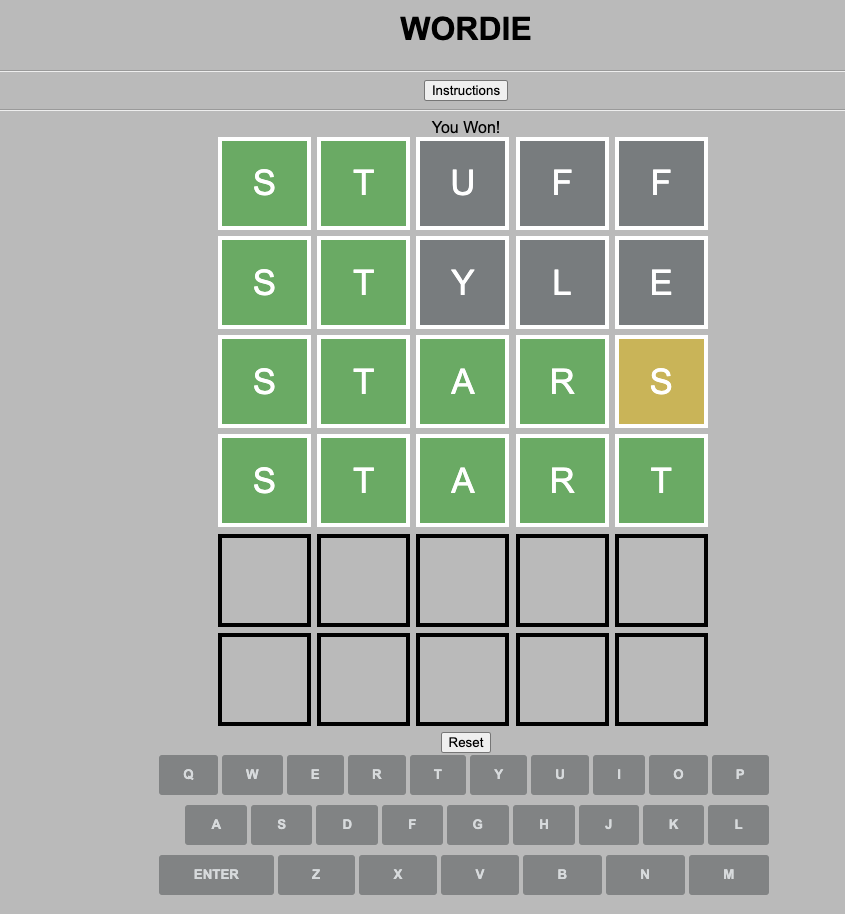 WORDIE
Instructions
You Won!
S T U F F
S T Y L E
S T A R S
S T A R T
Reset
Q W E R T Y U I O P
A S D F G H J K L
ENTER Z X V B N M